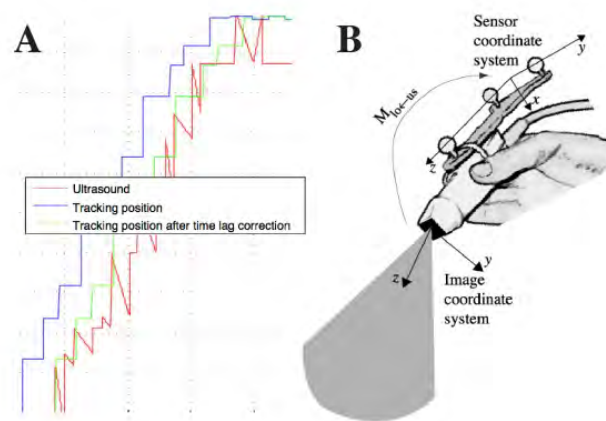 A
Ultrasound
Tracking position
Tracking position after time lag correction
B
Sensor
coordinate
system
y
x
z
M
y
z
Image
coordinate
system